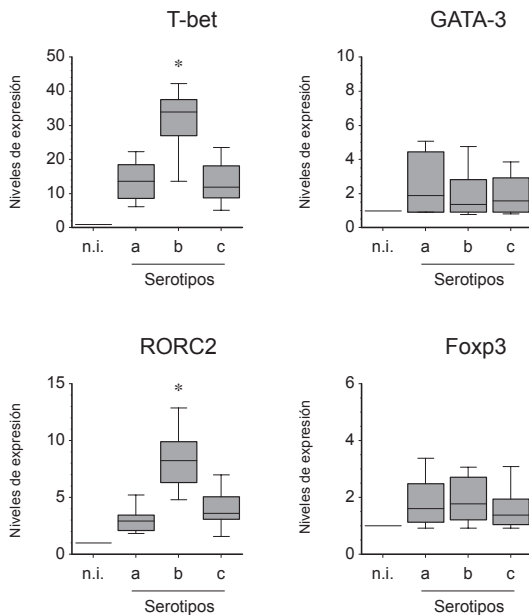 T-bet
Niveles de expresión
50
40
30
20
10
0
*
n.i. a b c
Serotipos
GATA-3
Niveles de expresión
10
8
6
4
2
0
n.i. a b c
Serotipos
RORC2
Niveles de expresión
15
10
5
0
*
n.i. a b c
Serotipos
Foxp3
Niveles de expresión
6
4
2
0
n.i. a b c
Serotipos